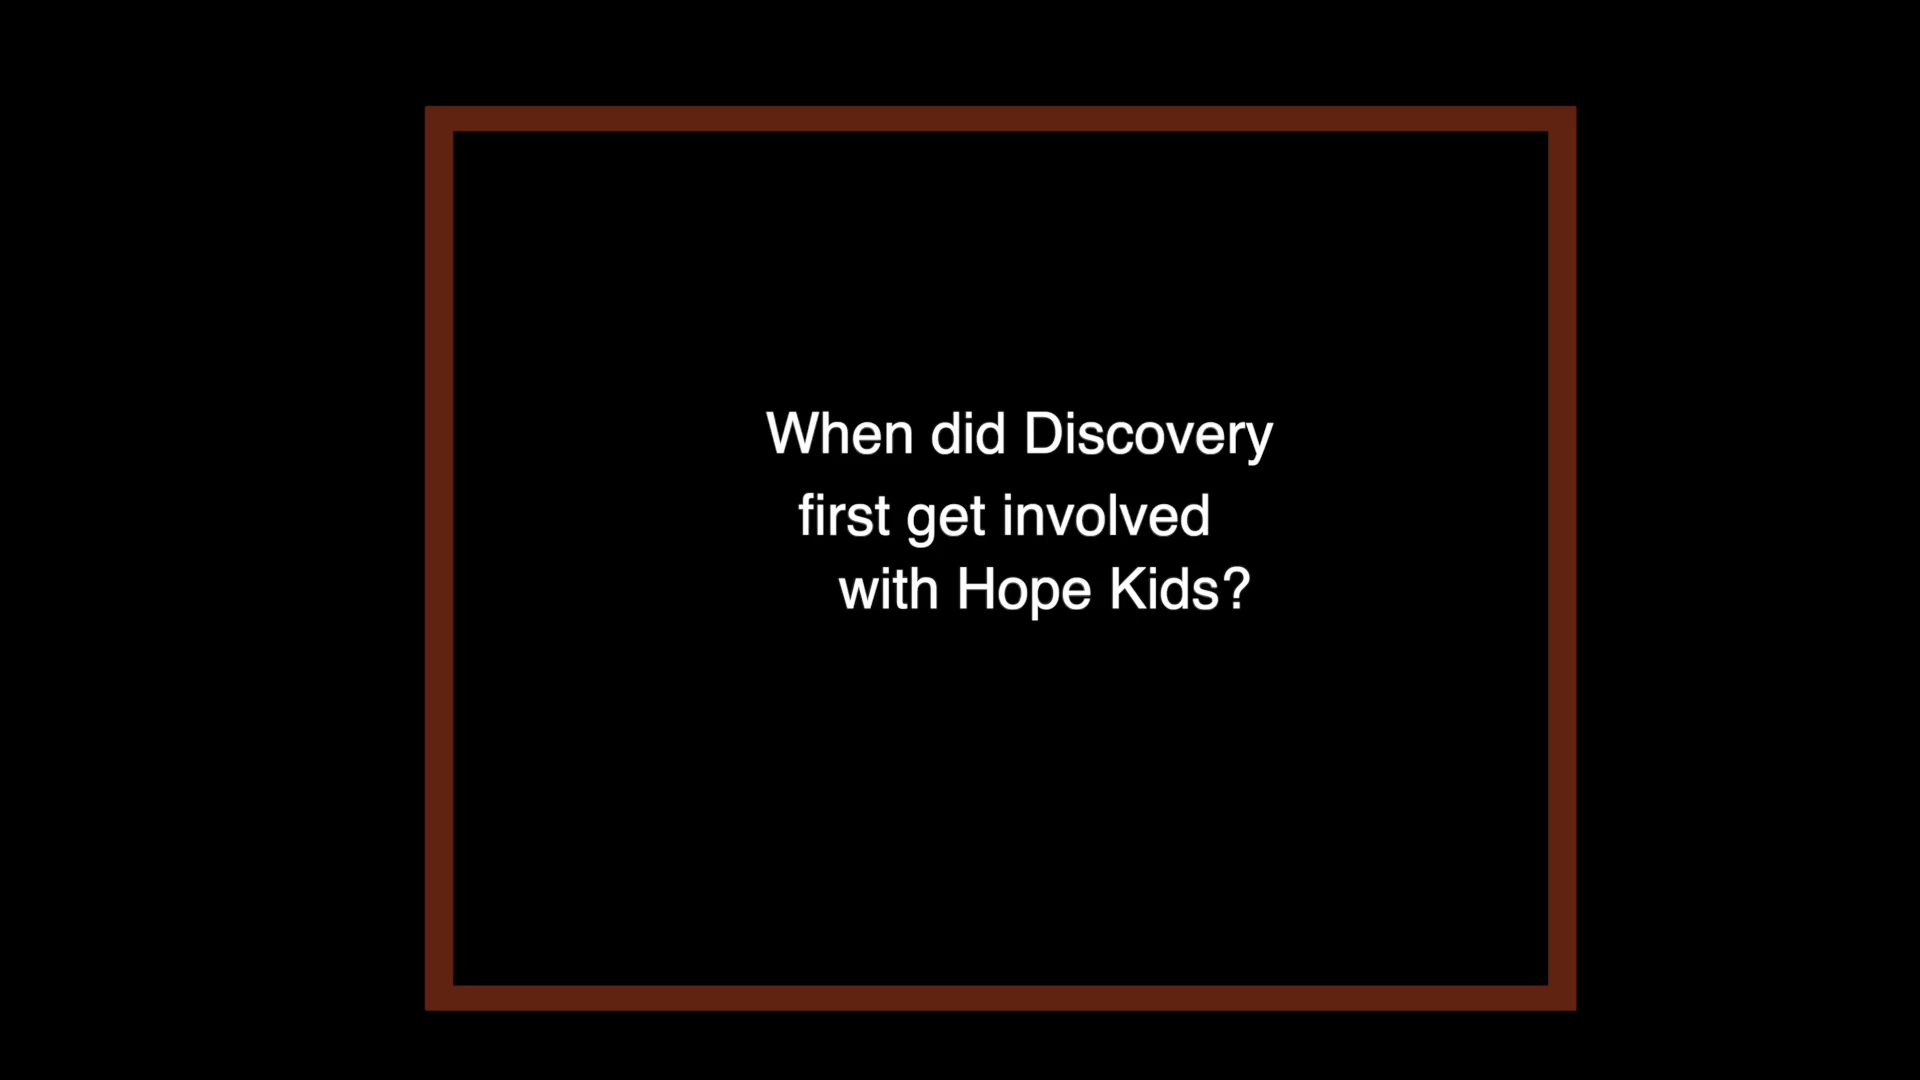 When did Discovery
first get involved
with Hope Kids?